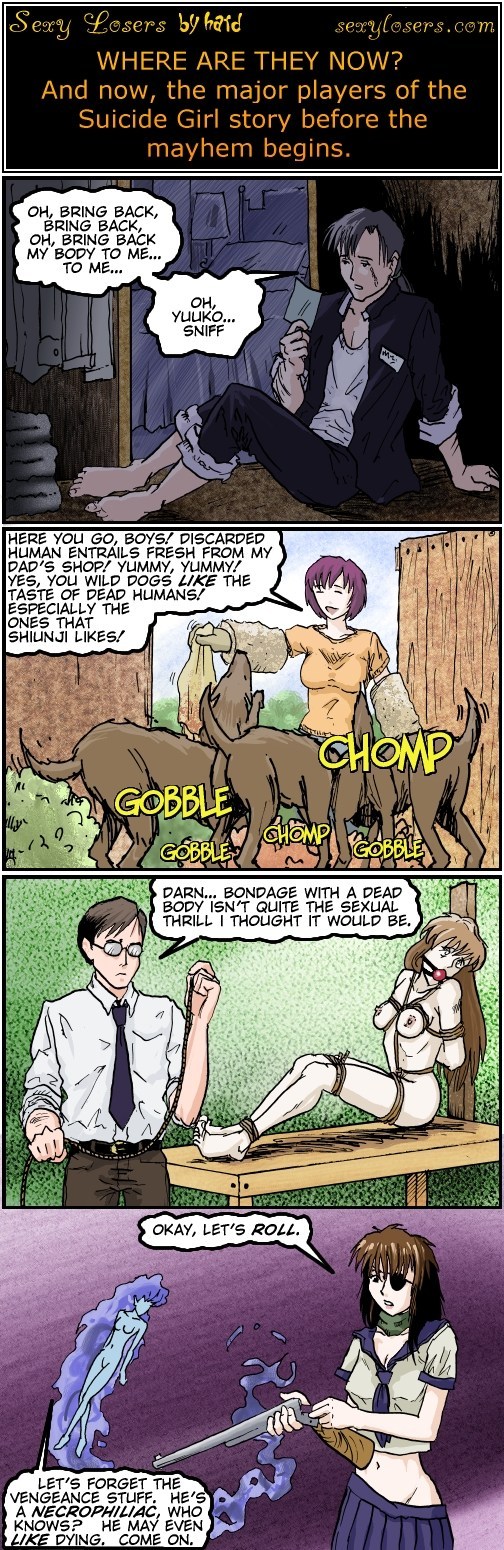 Sexy Losers by hard sexylosers.com
WHERE ARE THEY NOW?
And now, the major players of the
Suicide Girl story before the
mayhem begins.
OH, BRING BACK,
BRING BACK,
OH, BRING BACK
MY BODY TO ME...
TO ME...
OH,
YUUKO...
SNIFF
HERE YOU GO, BOYS! DISCARDED
HUMAN ENTRAILS FRESH FROM MY
DAD'S SHOP! YUMMY, YUMMY!
YES, YOU WILD DOGS LIKE THE
TASTE OF DEAD HUMANS!
ESPECIALLY THE
ONES THAT
SHIUNJI LIKES!
CHOMP
GOBBLE
CHOMP
GOBBLE
GOBBLE
DARN... BONDAGE WITH A DEAD
BODY ISN'T QUITE THE SEXUAL
THRILL I THOUGHT IT WOULD BE.
OKAY, LET'S ROLL.
LET'S FORGET THE
VENGEANCE STUFF. HE'S
A NECROPHILIAC, WHO
KNOWS? HE MAY EVEN
LIKE DYING. COME ON.